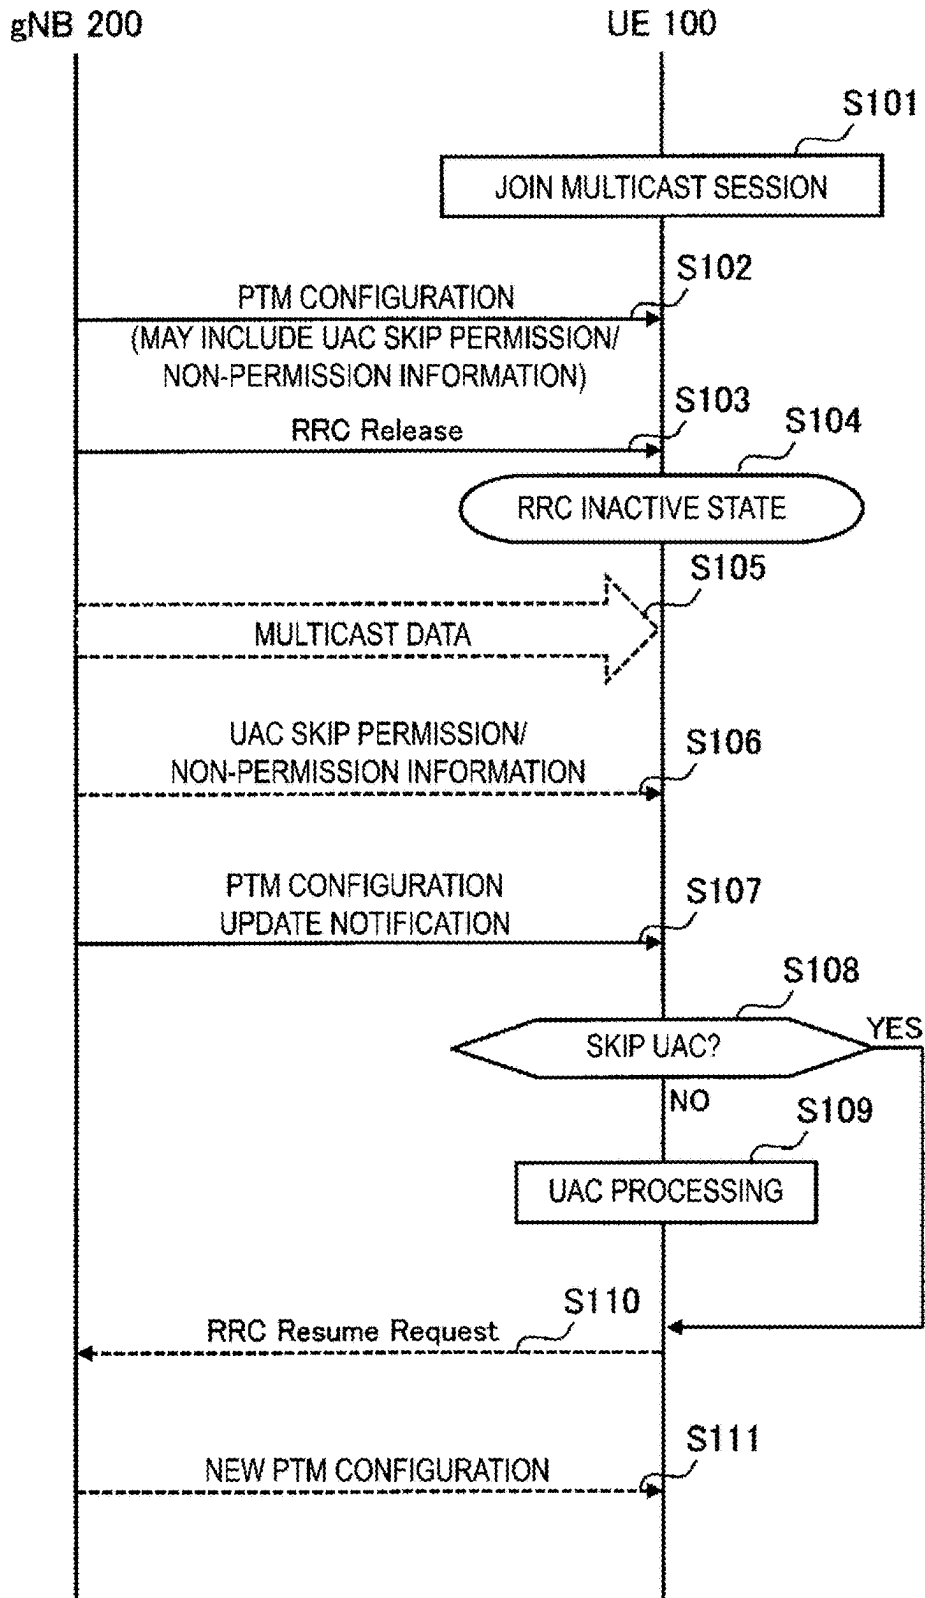 gNB 200
UE 100
S101
JOIN MULTICAST SESSION
S102
PTM CONFIGURATION
(MAY INCLUDE UAC SKIP PERMISSION/
NON-PERMISSION INFORMATION)
S103
RRC Release
S104
RRC INACTIVE STATE
S105
MULTICAST DATA
UAC SKIP PERMISSION/
S106
NON-PERMISSION INFORMATION
PTM CONFIGURATION
S107
UPDATE NOTIFICATION
S108
SKIP UAC?
YES
NO
S109
UAC PROCESSING
S110
RRC Resume Request
S111
NEW PTM CONFIGURATION